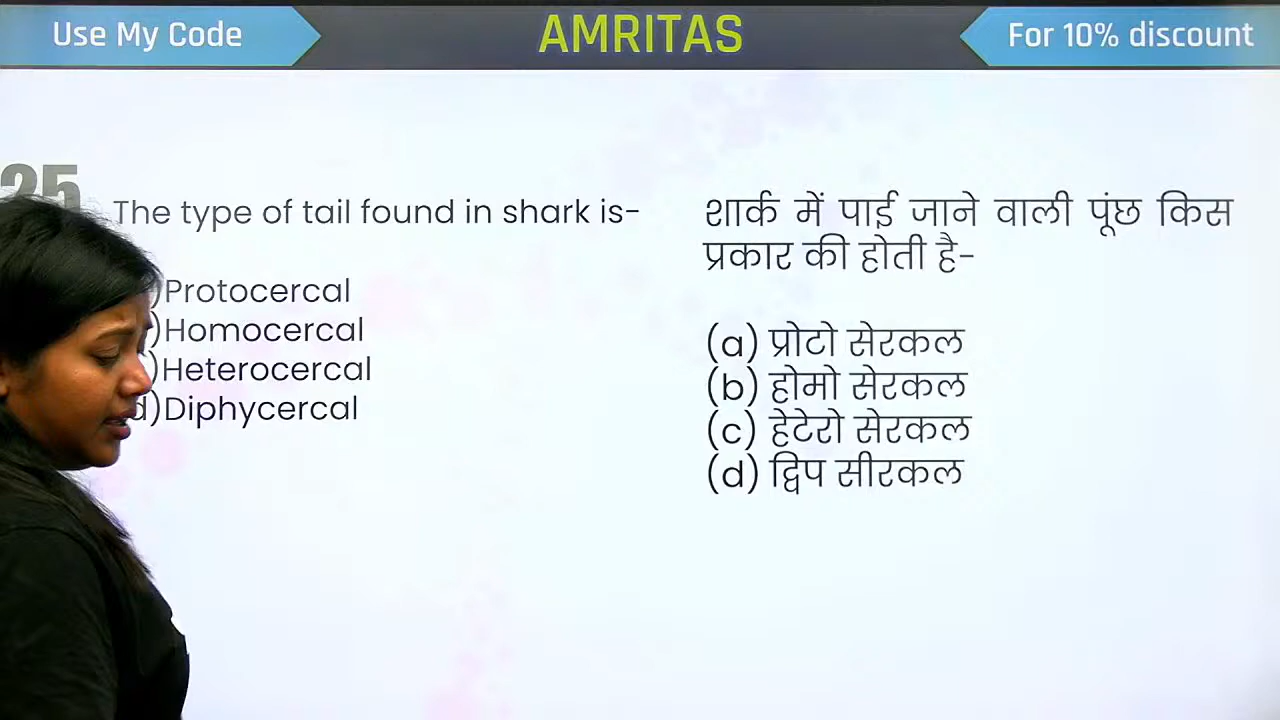 Use My Code
AMRITAS
For 10% discount
25
The type of tail found in shark is-
)Protocercal
)Homocercal
)Heterocercal
d)Diphycercal
शार्क में पाई जाने वाली पूंछ किस
प्रकार की होती है-
(a) प्रोटो सेरकल
(b) होमो सेरकल
(c) हेटेरो सेरकल
(d) द्विप सीरकल